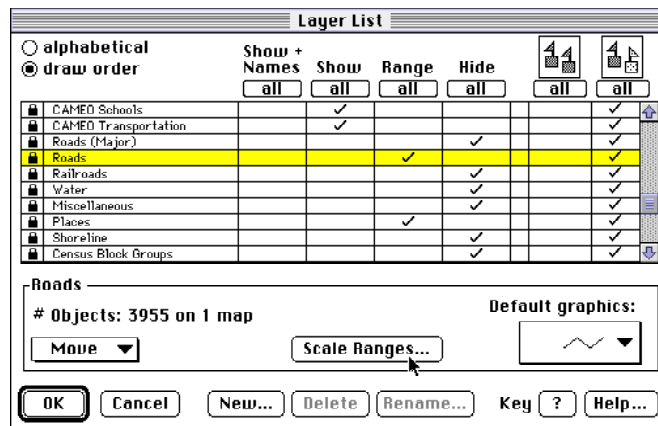 Layer List
alphabetical
draw order
Show + Names Show Range Hide
all all all all all all
CAMEO Schools
CAMEO Transportation
Roads (Major)
Roads
Railroads
Water
Miscellaneous
Places
Shoreline
Census Block Groups
Roads
# Objects: 3955 on 1 map
Default graphics:
Move Scale Ranges...
OK Cancel New... Delete Rename... Key ? Help...